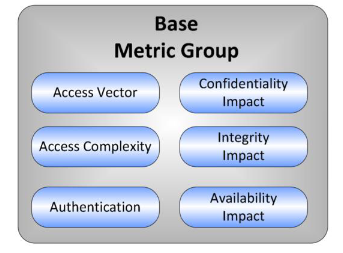 Base
Metric Group
Access Vector
Confidentiality
Impact
Access Complexity
Integrity
Impact
Authentication
Availability
Impact